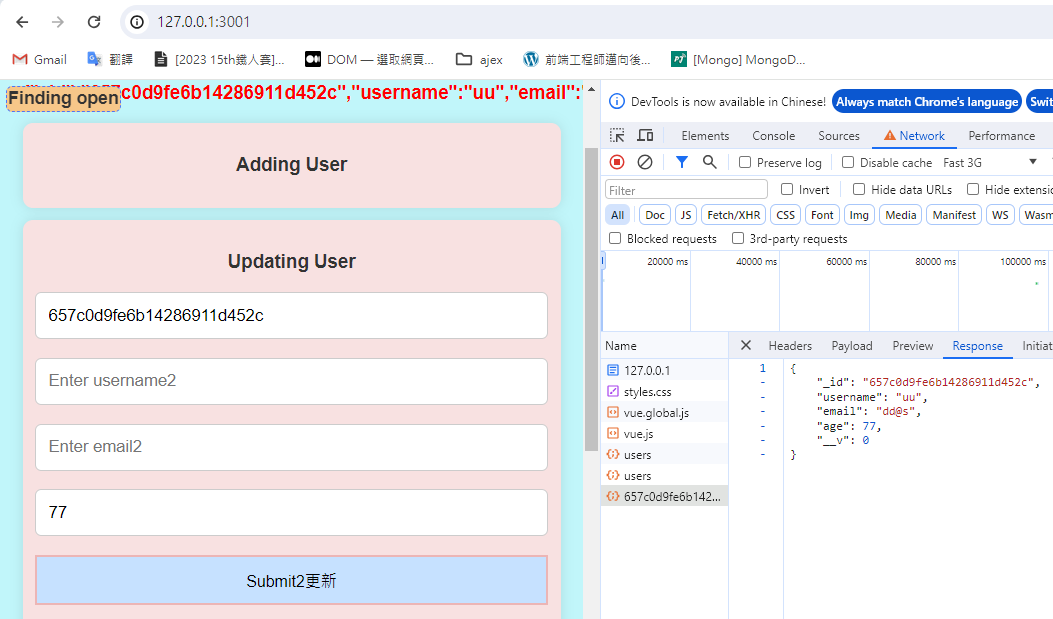 127.0.0.1:3001
Gmail
翻譯
[2023 15th鐵人賽]...
DOM — 選取網頁...
ajex
前端工程師邁向後...
[Mongo] MongoD...
Finding open
c0d9fe6b14286911d452c","username":"uu","email":
Adding User
Updating User
657c0d9fe6b14286911d452c
Enter username2
Enter email2
77
Submit2更新
DevTools is now available in Chinese!
Always match Chrome's language
Swit
Elements
Console
Sources
Network
Performance
Preserve log
Disable cache
Fast 3G
Filter
Invert
Hide data URLs
Hide extensio
All
Doc
JS
Fetch/XHR
CSS
Font
Img
Media
Manifest
WS
Wasm
Blocked requests
3rd-party requests
20000 ms
40000 ms
60000 ms
80000 ms
100000 ms
Name
Headers
Payload
Preview
Response
Initiat
127.0.0.1
styles.css
vue.global.js
vue.js
users
users
657c0d9fe6b142...
1 {
- "_id": "657c0d9fe6b14286911d452c",
- "username": "uu",
- "email": "dd@s",
- "age": 77,
- "__v": 0
- }